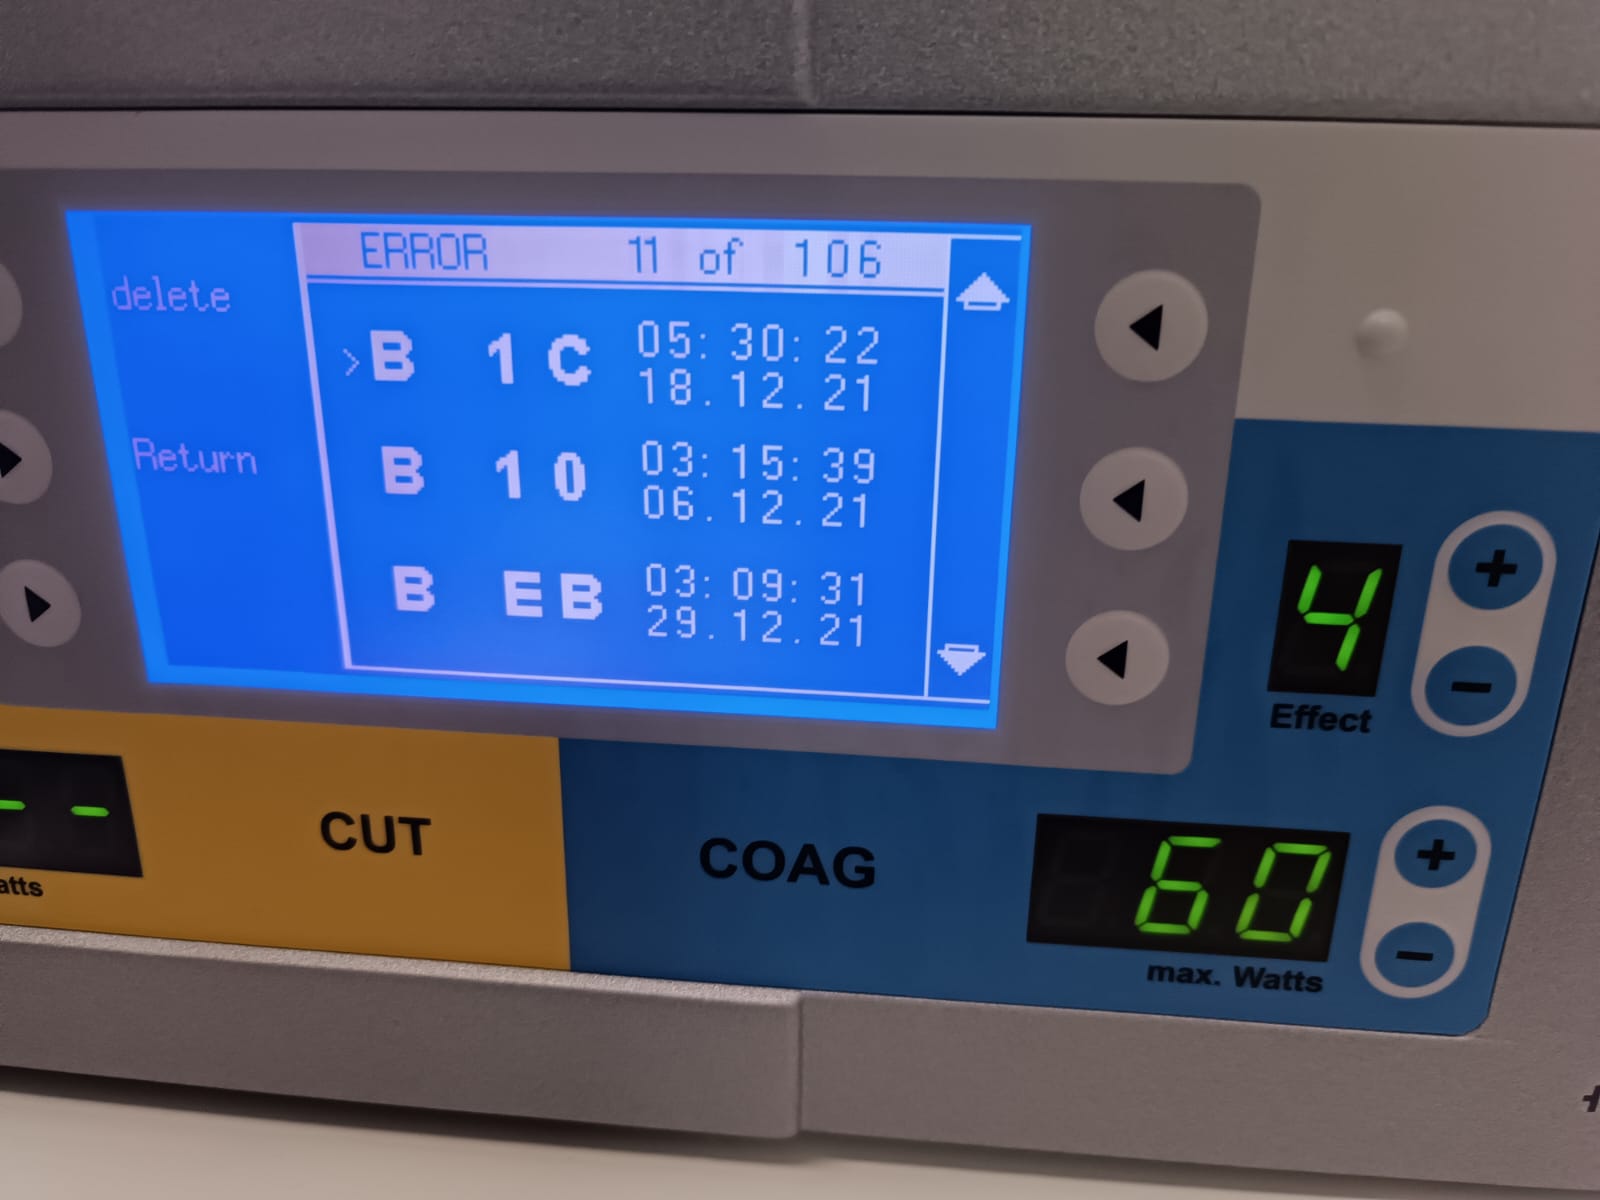 ERROR 11 of 106
delete
>B 1C 05:30:22
18.12.21
Return
B 10 03:15:39
06.12.21
B EB 03:09:31
29.12.21
4
Effect
--
CUT
COAG
60
max. Watts